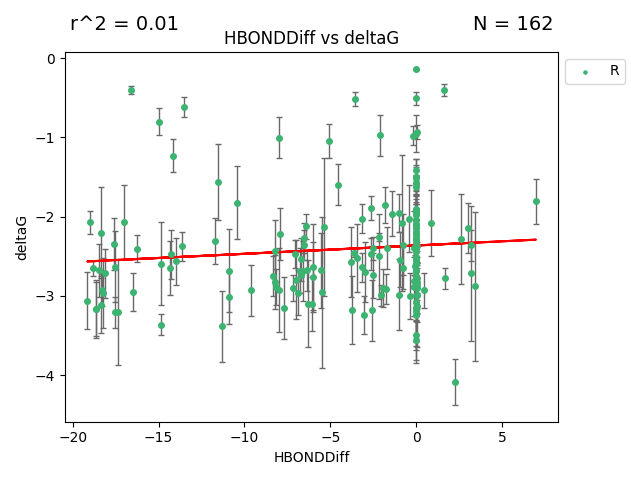 r^2 = 0.01
N = 162
HBONDDiff vs deltaG
R
deltaG
0
−1
−2
−3
−4
−20
−15
−10
−5
0
5
HBONDDiff